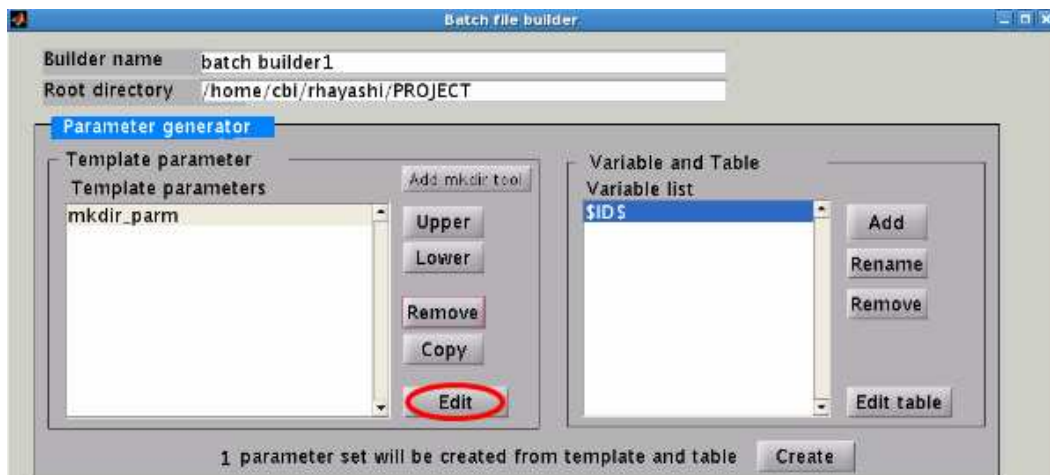 Batch file builder
Builder name batch builder1
Root directory /home/cbi/rhayashi/PROJECT
Parameter generator
Template parameter
Template parameters
Add mkdir tool
mkdir_parm
Upper
Lower
Remove
Copy
Edit
Variable and Table
Variable list
$ID$
Add
Rename
Remove
Edit table
1 parameter set will be created from template and table
Create